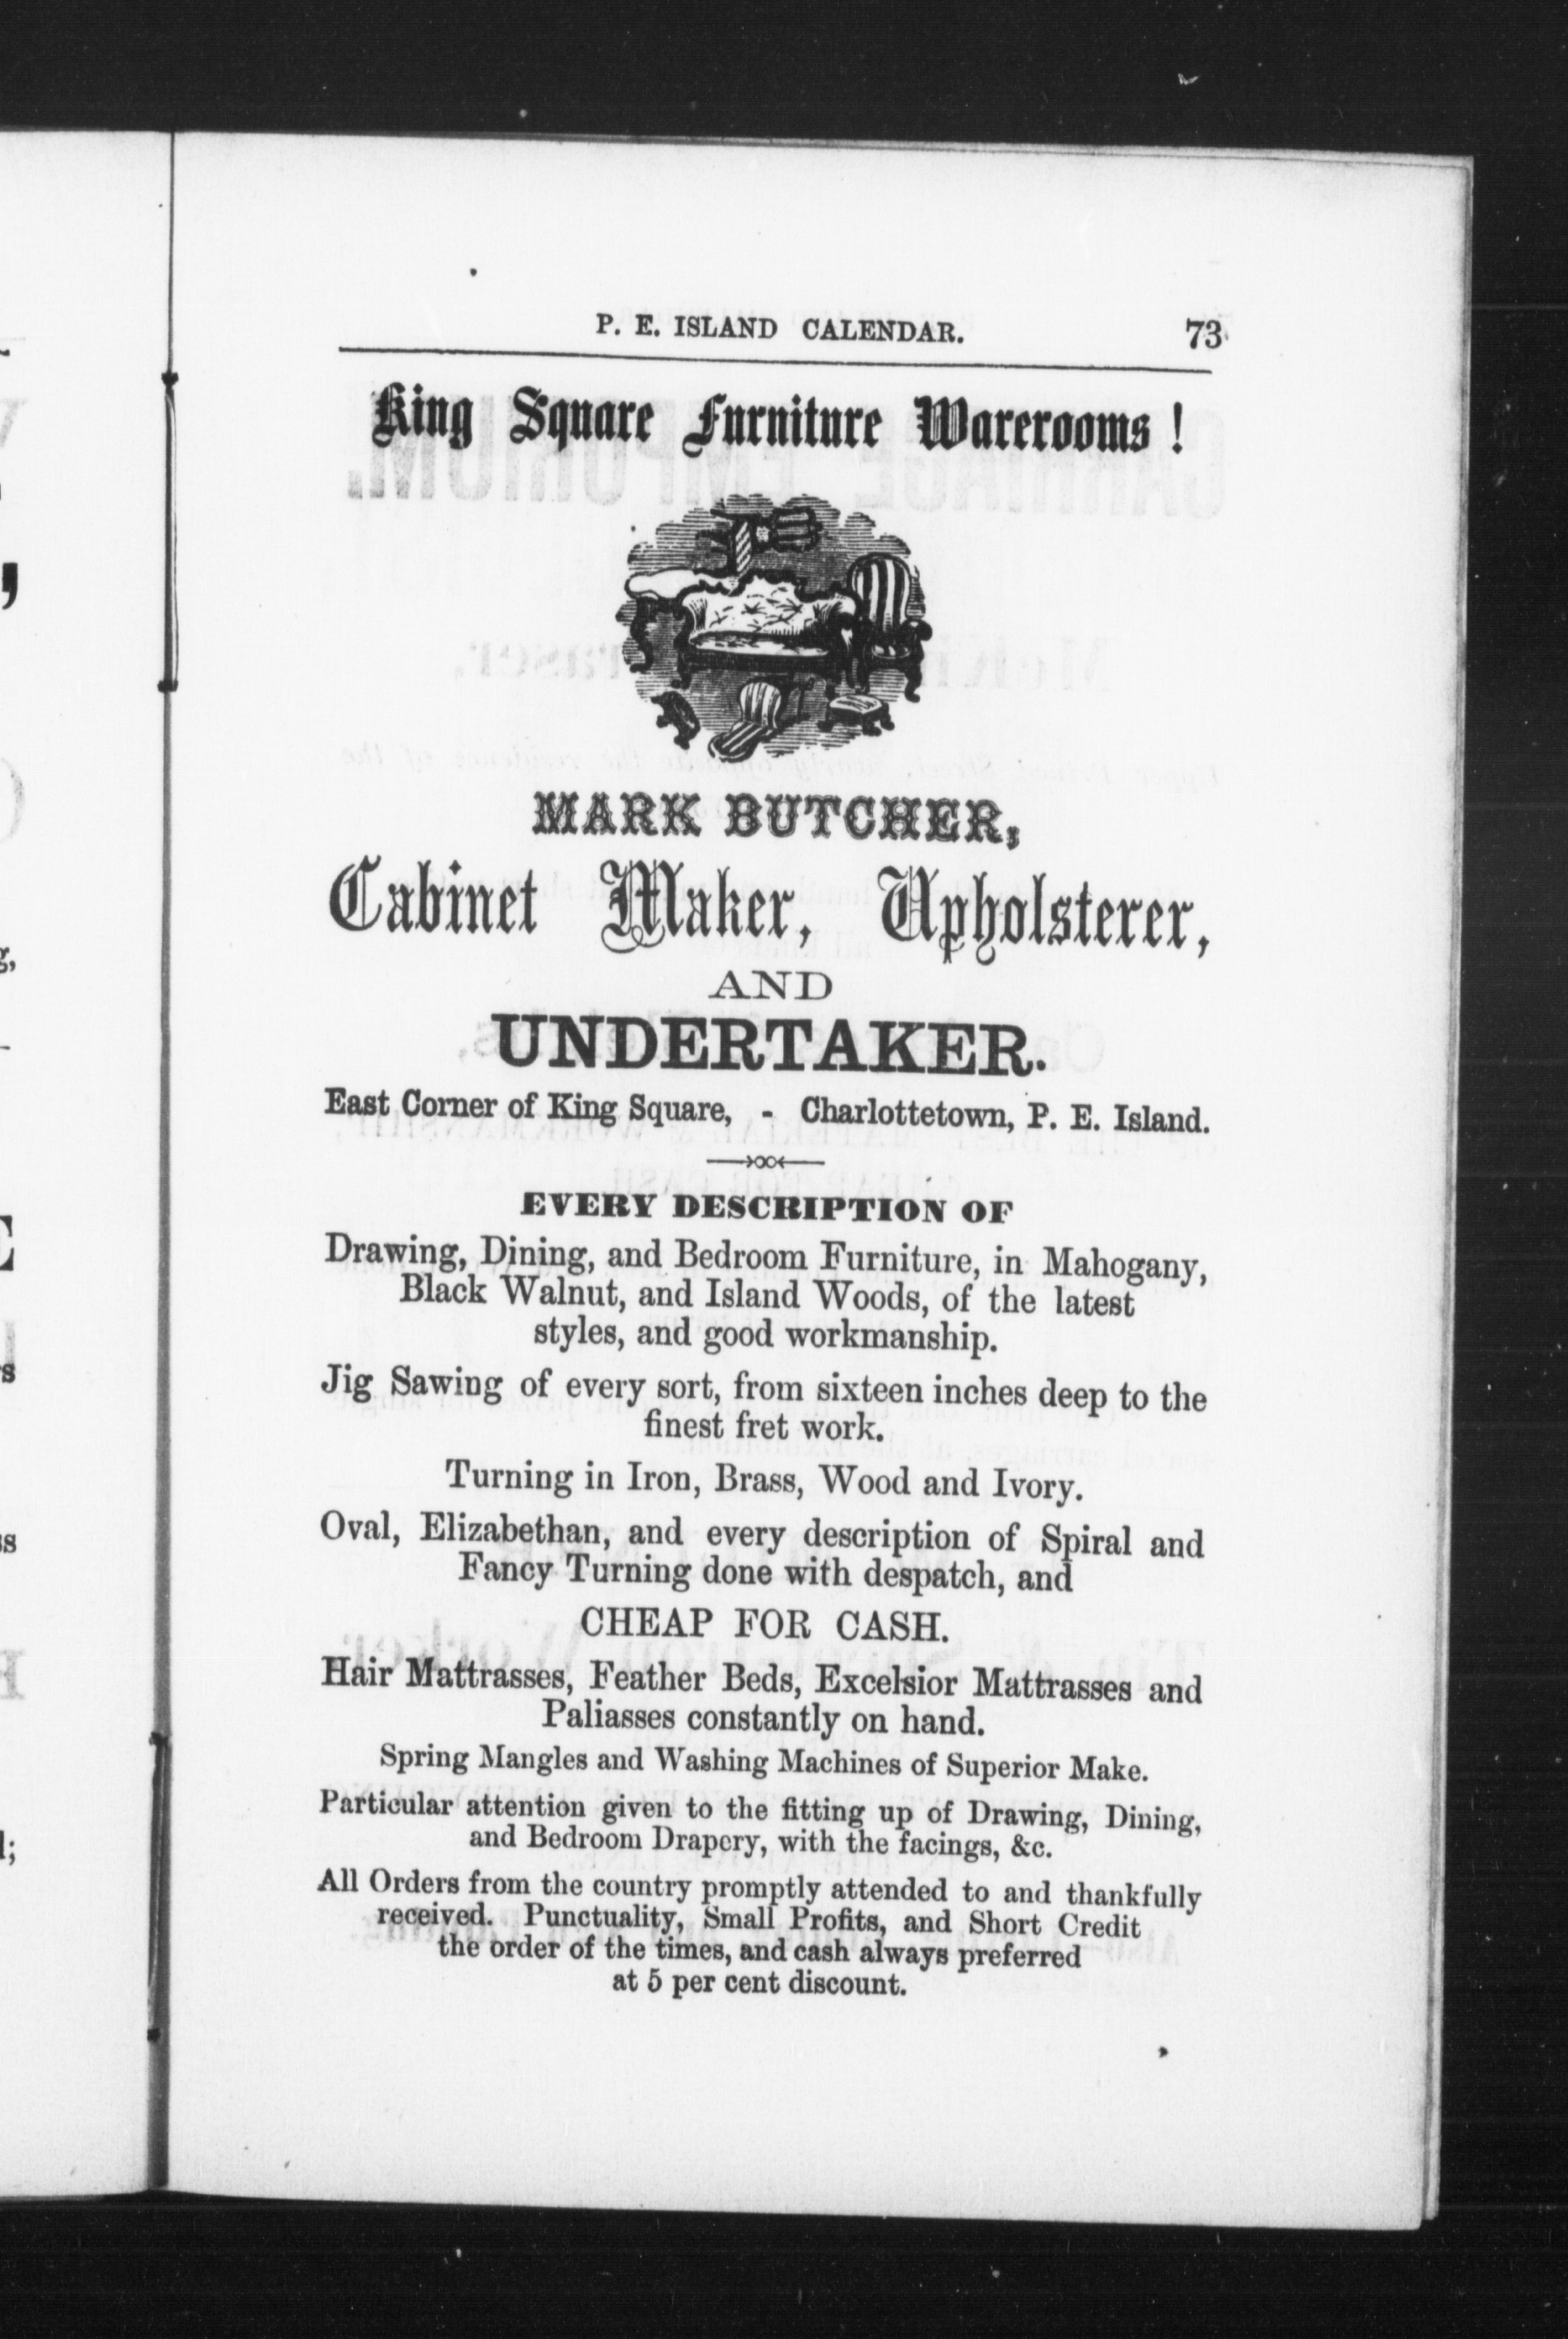 P. E. ISLAND CALENDAR. 73
King Square Furniture Warerooms !
MARK BUTCHER,
Cabinet Maker, Upholsterer,
AND
UNDERTAKER.
East Corner of King Square, - Charlottetown, P. E. Island.
EVERY DESCRIPTION OF
Drawing, Dining, and Bedroom Furniture, in Mahogany,
Black Walnut, and Island Woods, of the latest
styles, and good workmanship.
Jig Sawing of every sort, from sixteen inches deep to the
finest fret work.
Turning in Iron, Brass, Wood and Ivory.
Oval, Elizabethan, and every description of Spiral and
Fancy Turning done with despatch, and
CHEAP FOR CASH.
Hair Mattrasses, Feather Beds, Excelsior Mattrasses and
Paliasses constantly on hand.
Spring Mangles and Washing Machines of Superior Make.
Particular attention given to the fitting up of Drawing, Dining,
and Bedroom Drapery, with the facings, &c.
All Orders from the country promptly attended to and thankfully
received. Punctuality, Small Profits, and Short Credit
the order of the times, and cash always preferred
at 5 per cent discount.